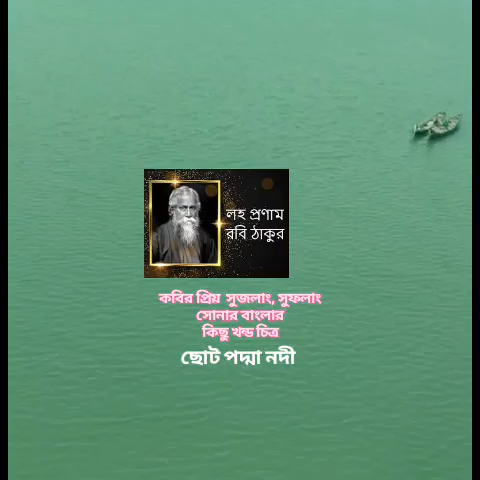 লহ প্রণাম
রবি ঠাকুর
কবির প্রিয় সুজলাং, সুফলাং
সোনার বাংলার
কিছু খন্ড চিত্র
ছোট পদ্মা নদী